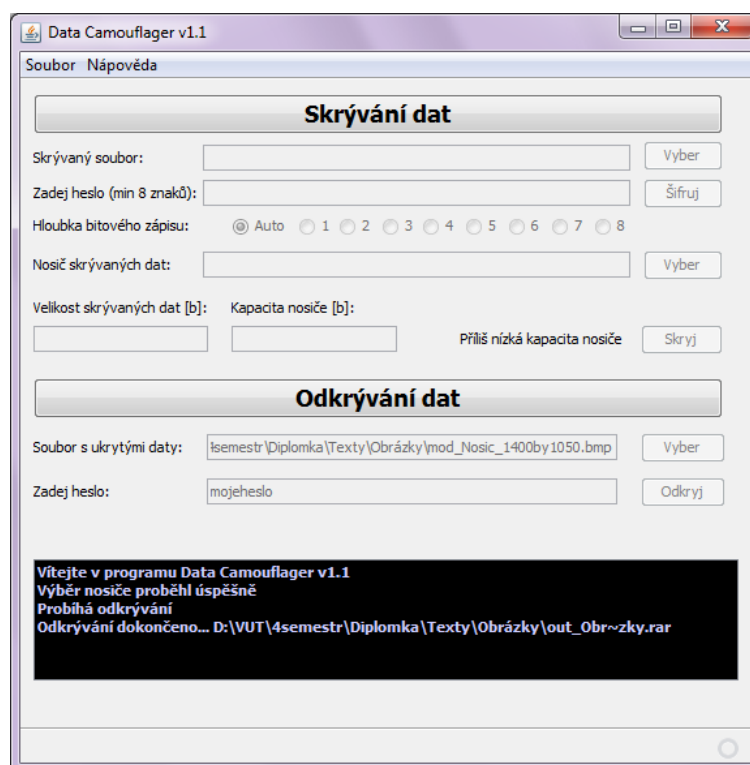 Data Camouflager v1.1
Soubor Nápověda
Skrývání dat
Skrývaný soubor: Vyber
Zadej heslo (min 8 znaků): Šifruj
Hloubka bitového zápisu: Auto 1 2 3 4 5 6 7 8
Nosič skrývaných dat: Vyber
Velikost skrývaných dat [b]: Kapacita nosiče [b]:
Příliš nízká kapacita nosiče Skryj
Odkrývání dat
Soubor s ukrytými daty: 4semestr\Diplomka\Texty\Obrázky\mod_Nosic_1400by1050.bmp Vyber
Zadej heslo: mojeheslo Odkryj
Vítejte v programu Data Camouflager v1.1
Výběr nosiče proběhl úspěšně
Probíhá odkrývání
Odkrývání dokončeno... D:\VUT\4semestr\Diplomka\Texty\Obrázky\out_Obr~zky.rar